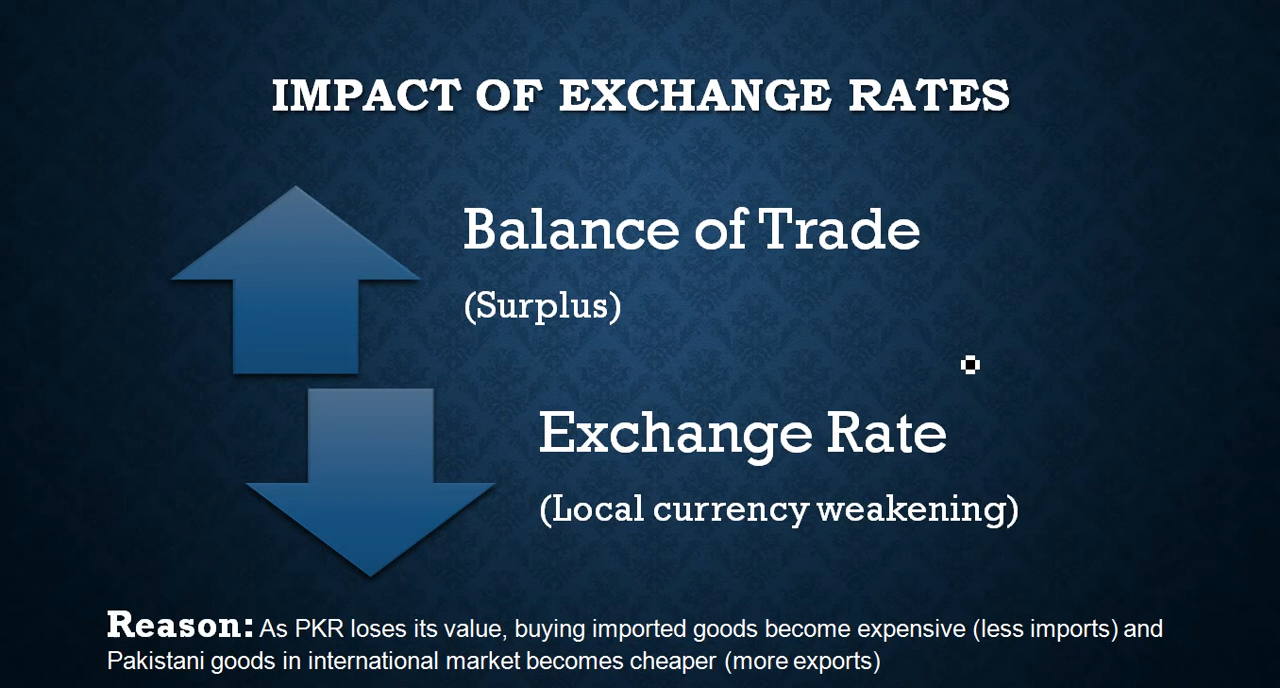 IMPACT OF EXCHANGE RATES
Balance of Trade
(Surplus)
Exchange Rate
(Local currency weakening)
Reason: As PKR loses its value, buying imported goods become expensive (less imports) and
Pakistani goods in international market becomes cheaper (more exports)